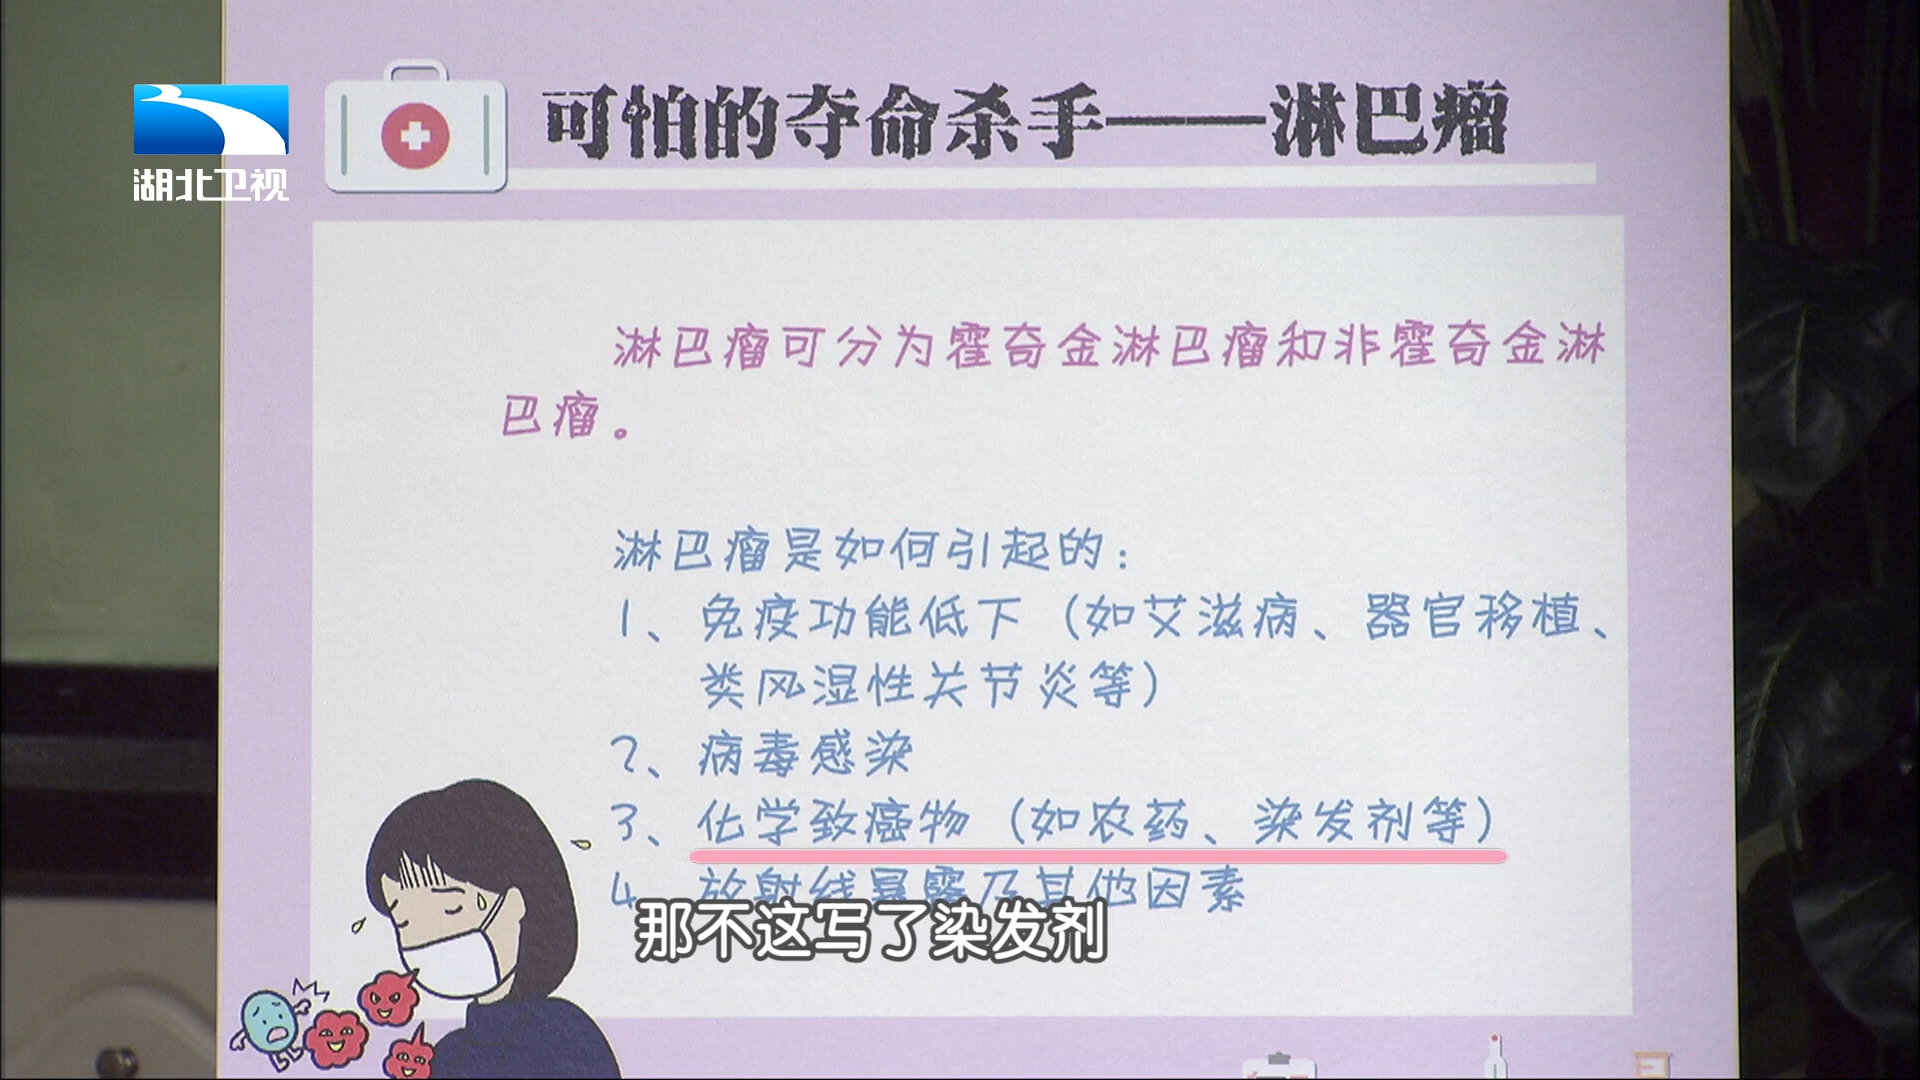 湖北卫视
可怕的夺命杀手——淋巴瘤
淋巴瘤可分为霍奇金淋巴瘤和非霍奇金淋
巴瘤。
淋巴瘤是如何引起的：
1、免疫功能低下（如艾滋病、器官移植、
类风湿性关节炎等）
2、病毒感染
3、化学致癌物（如农药、染发剂等）
4、放射线暴露及其他因素
那不这写了染发剂